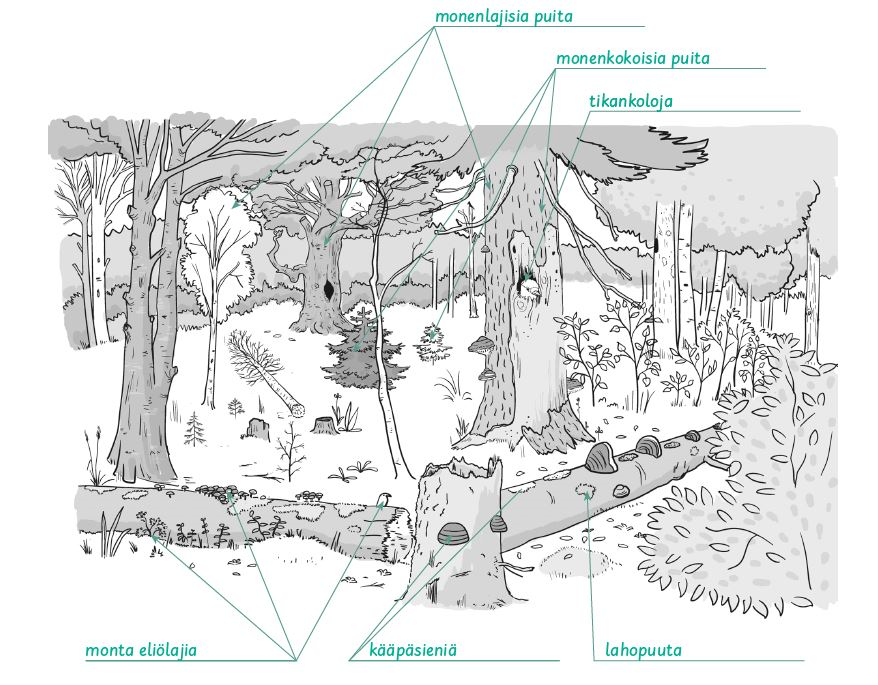 monenlajisia puita
monenkokoisia puita
tikankoloja
monta eliölajia
kääpäsieniä
lahopuuta